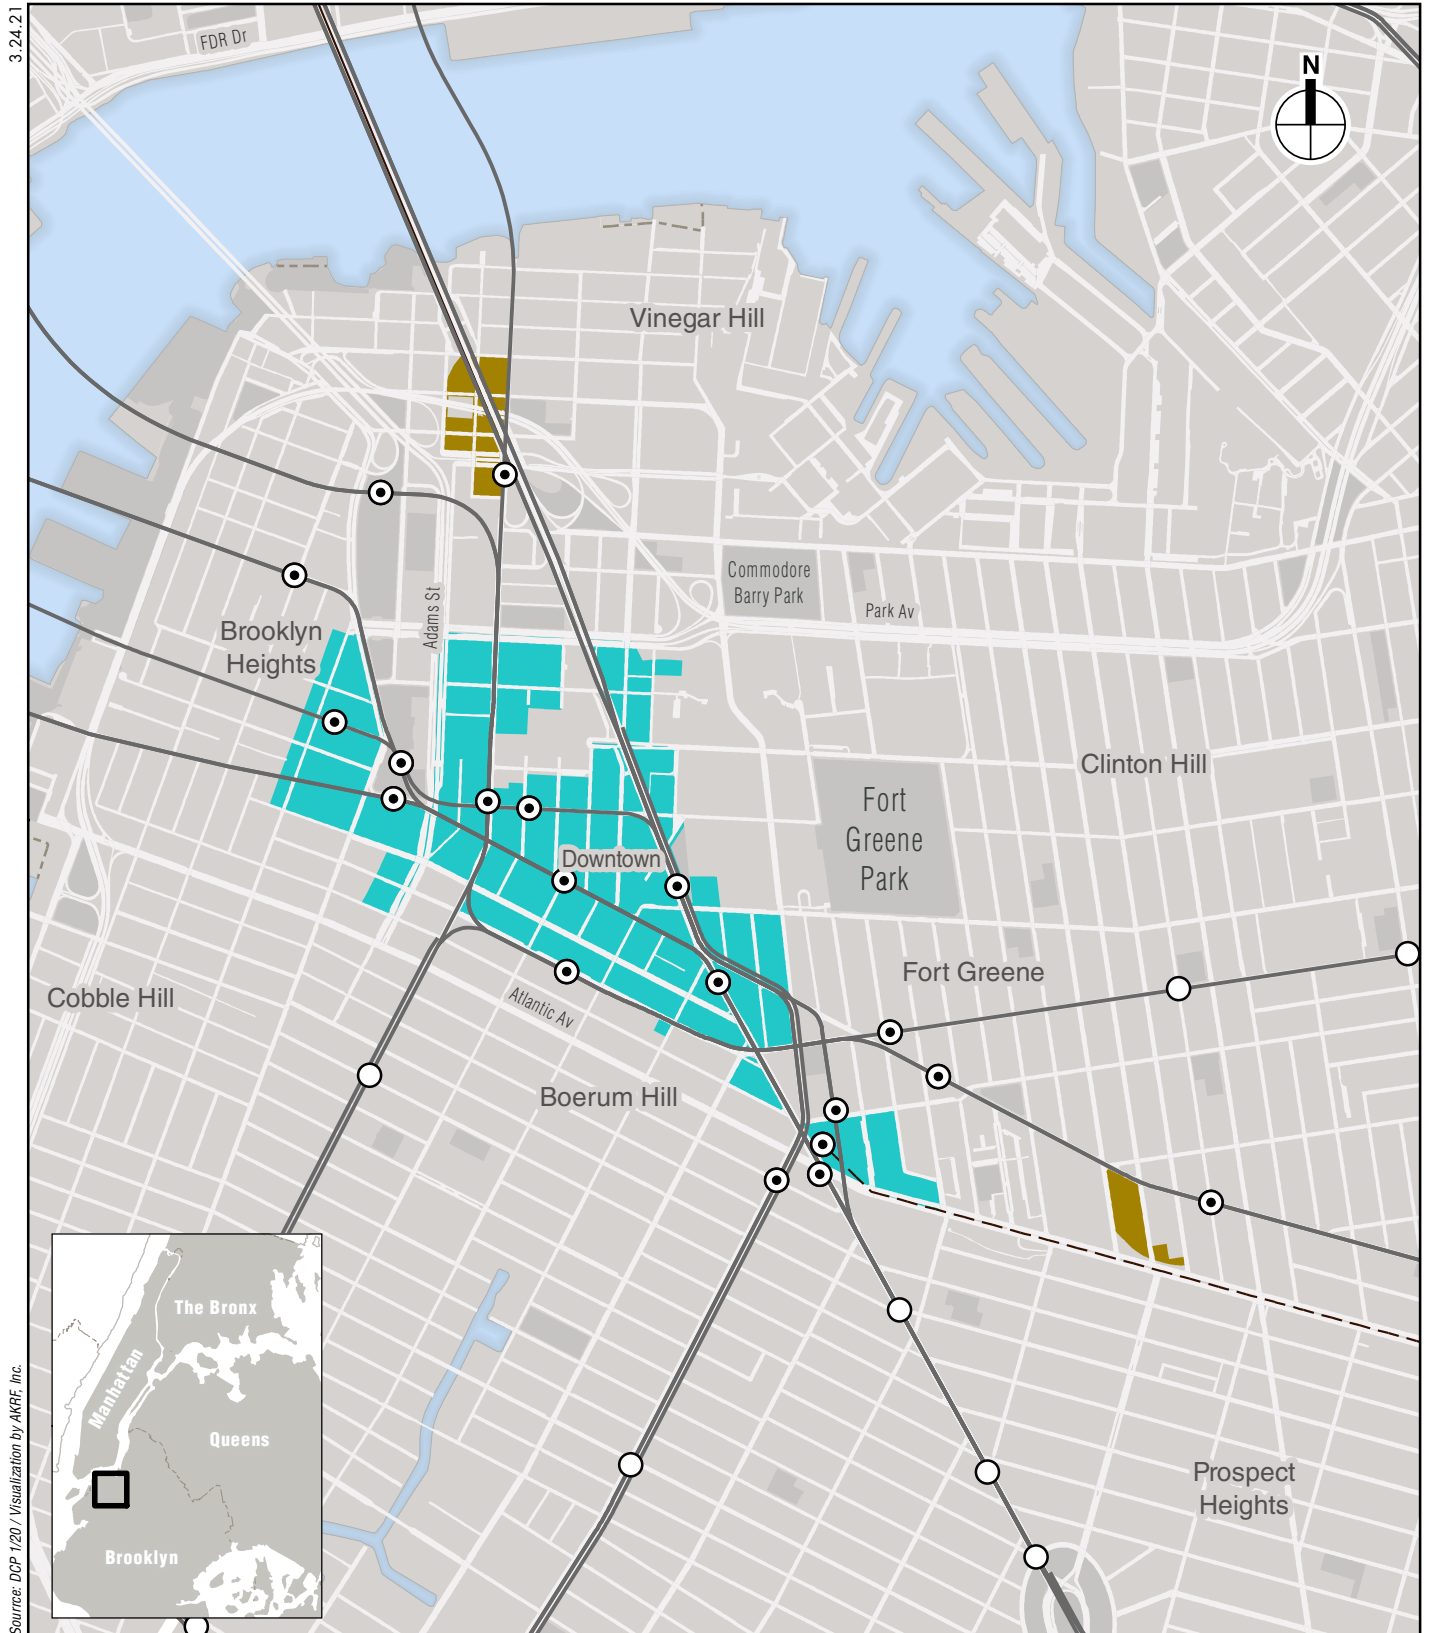 3.24.21
FDR Dr
N
Vinegar Hill
Commodore
Barry Park
Park Av
Adams St
Brooklyn
Heights
Clinton Hill
Fort
Greene
Park
Downtown
Fort Greene
Cobble Hill
Atlantic Av
Boerum Hill
The Bronx
Manhattan
Queens
Brooklyn
Prospect
Heights
Sourrce: DCP 1/20 / Visualization by AKRF, Inc.